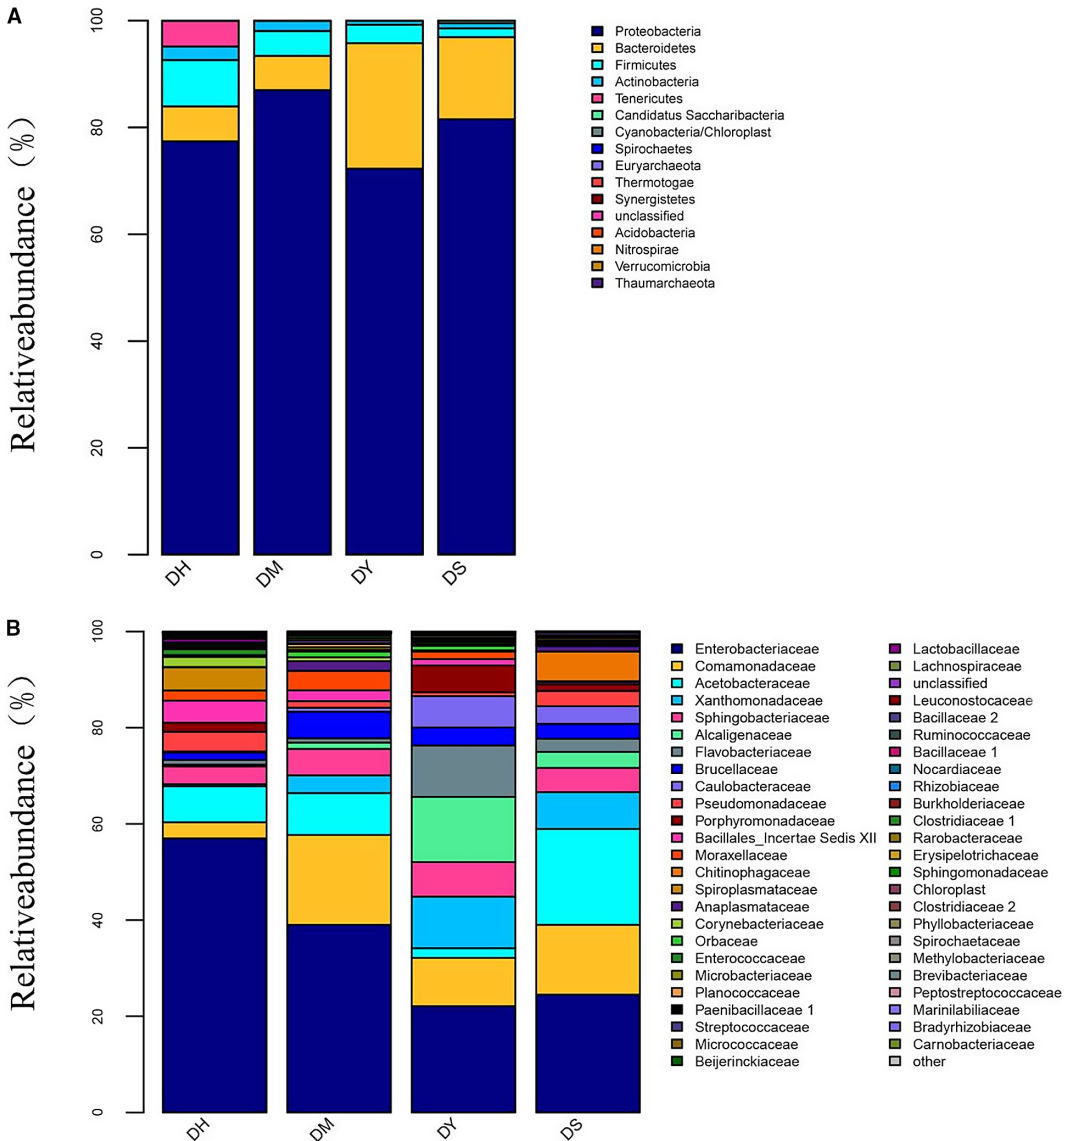 A
Relativeabundance (%)
100
80
60
40
20
0
DH
DM
DY
DS
Proteobacteria
Bacteroidetes
Firmicutes
Actinobacteria
Tenericutes
Candidatus Saccharibacteria
Cyanobacteria/Chloroplast
Spirochaetes
Euryarchaeota
Thermotogae
Synergistetes
unclassified
Acidobacteria
Nitrospirae
Verrucomicrobia
Thaumarchaeota
B
Relativeabundance (%)
100
80
60
40
20
0
DH
DM
DY
DS
Enterobacteriaceae
Comamonadaceae
Acetobacteraceae
Xanthomonadaceae
Sphingobacteriaceae
Alcaligenaceae
Flavobacteriaceae
Brucellaceae
Caulobacteraceae
Pseudomonadaceae
Porphyromonadaceae
Bacillales_Incertae Sedis XII
Moraxellaceae
Chitinophagaceae
Spiroplasmataceae
Anaplasmataceae
Corynebacteriaceae
Orbaceae
Enterococcaceae
Microbacteriaceae
Planococcaceae
Paenibacillaceae 1
Streptococcaceae
Micrococcaceae
Beijerinckiaceae
Lactobacillaceae
Lachnospiraceae
unclassified
Leuconostocaceae
Bacillaceae 2
Ruminococcaceae
Bacillaceae 1
Nocardiaceae
Rhizobiaceae
Burkholderiaceae
Clostridiaceae 1
Rarobacteraceae
Erysipelotrichaceae
Sphingomonadaceae
Chloroplast
Clostridiaceae 2
Phyllobacteriaceae
Spirochaetaceae
Methylobacteriaceae
Brevibacteriaceae
Peptostreptococcaceae
Marinilabiliaceae
Bradyrhizobiaceae
Carnobacteriaceae
other